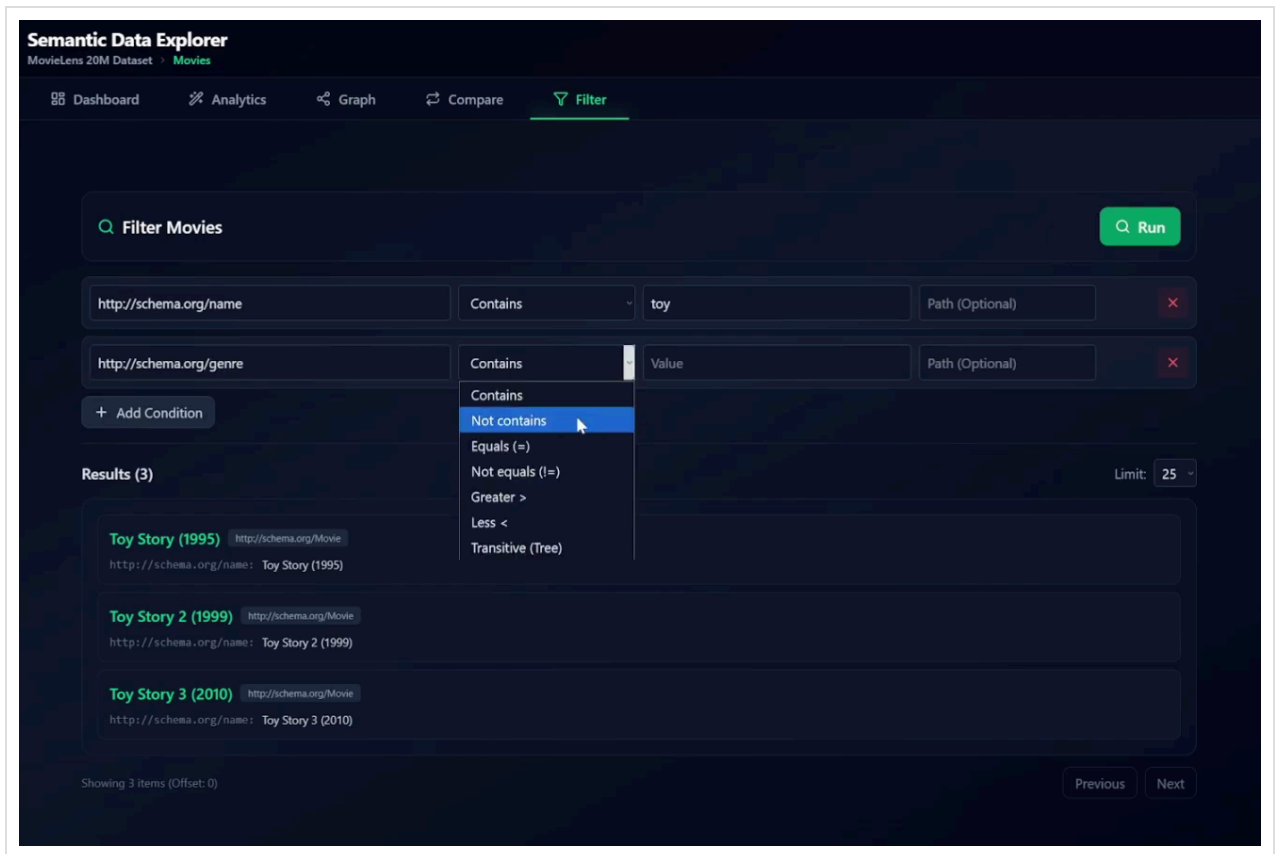 Semantic Data Explorer
MovieLens 20M Dataset > Movies
Dashboard Analytics Graph Compare Filter
Filter Movies Run
http://schema.org/name Contains toy Path (Optional)
http://schema.org/genre Contains Value Path (Optional)
Contains
+ Add Condition
Not contains
Equals (=)
Results (3) Not equals (!=) Limit: 25
Greater >
Less <
Toy Story (1995) http://schema.org/Movie
Transitive (Tree)
http://schema.org/name: Toy Story (1995)
Toy Story 2 (1999) http://schema.org/Movie
http://schema.org/name: Toy Story 2 (1999)
Toy Story 3 (2010) http://schema.org/Movie
http://schema.org/name: Toy Story 3 (2010)
Showing 3 items (Offset: 0) Previous Next